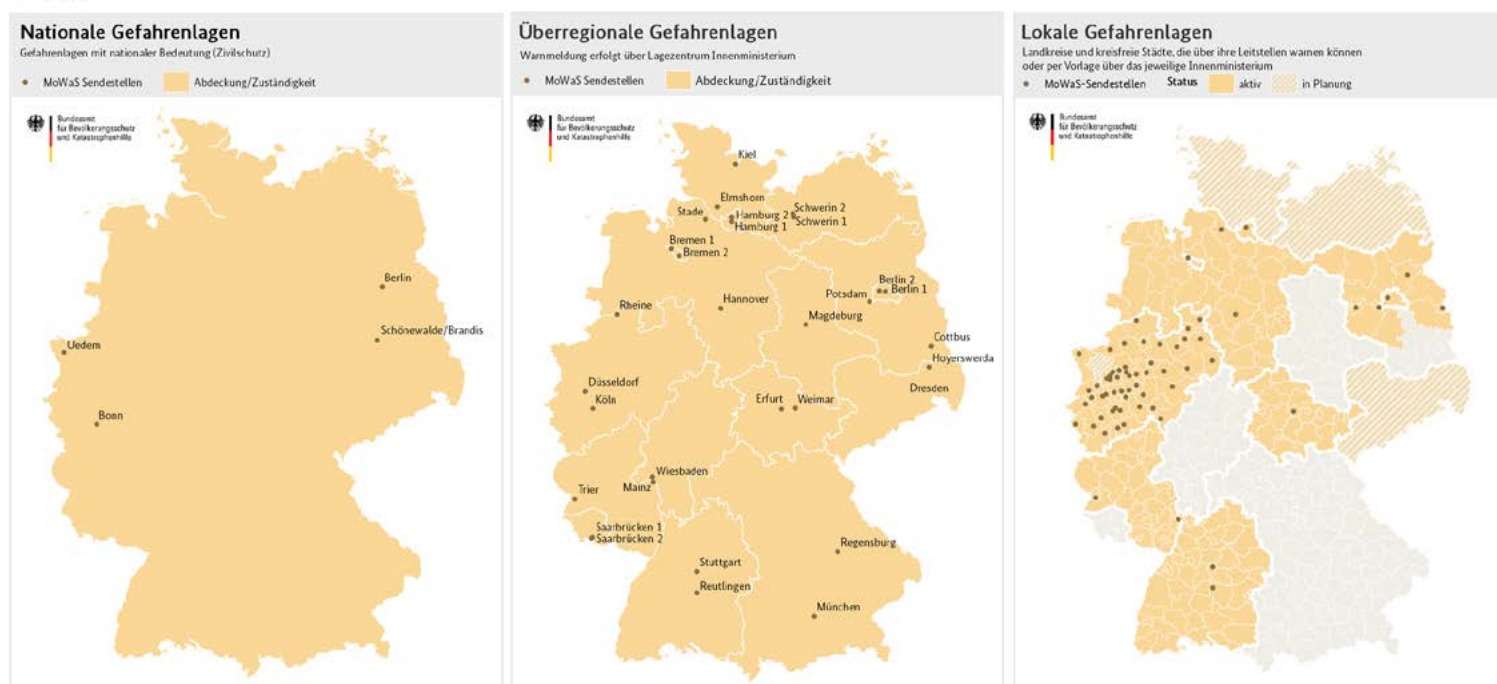 Nationale Gefahrenlagen
Gefahrenlagen mit nationaler Bedeutung (Zivilschutz)
MoWaS Sendestellen
Abdeckung/Zuständigkeit
Bundesamt
für Bevölkerungsschutz
und Katastrophenhilfe
Berlin
Schönewalde/Brandis
Uedem
Bonn
Überregionale Gefahrenlagen
Warnmeldung erfolgt über Lagezentrum Innenministerium
MoWaS Sendestellen
Abdeckung/Zuständigkeit
Bundesamt
für Bevölkerungsschutz
und Katastrophenhilfe
Kiel
Elmshorn
Schwerin 2
Stade
Hamburg 2
Schwerin 1
Hamburg 1
Bremen 1
Bremen 2
Berlin 2
Berlin 1
Potsdam
Hannover
Rheine
Magdeburg
Cottbus
Hoyerswerda
Düsseldorf
Dresden
Köln
Erfurt
Weimar
Wiesbaden
Mainz
Trier
Saarbrücken 1
Saarbrücken 2
Regensburg
Stuttgart
Reutlingen
München
Lokale Gefahrenlagen
Landkreise und kreisfreie Städte, die über ihre Leitstellen warnen können
oder per Vorlage über das jeweilige Innenministerium
MoWaS-Sendestellen
Status
aktiv
in Planung
Bundesamt
für Bevölkerungsschutz
und Katastrophenhilfe